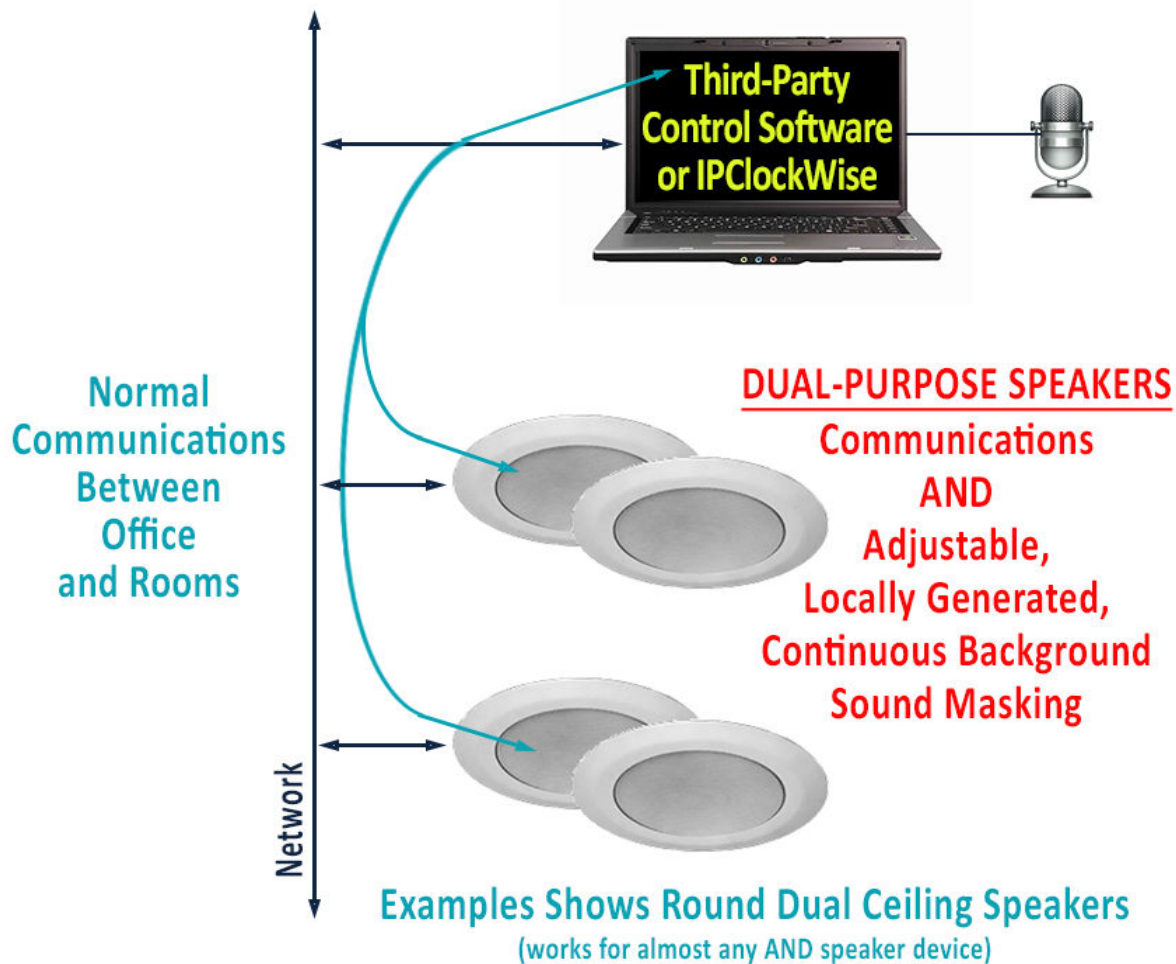 Third-Party
Control Software
or IPClockWise
Normal
Communications
Between
Office
and Rooms
DUAL-PURPOSE SPEAKERS
Communications
AND
Adjustable,
Locally Generated,
Continuous Background
Sound Masking
Network
Examples Shows Round Dual Ceiling Speakers
(works for almost any AND speaker device)